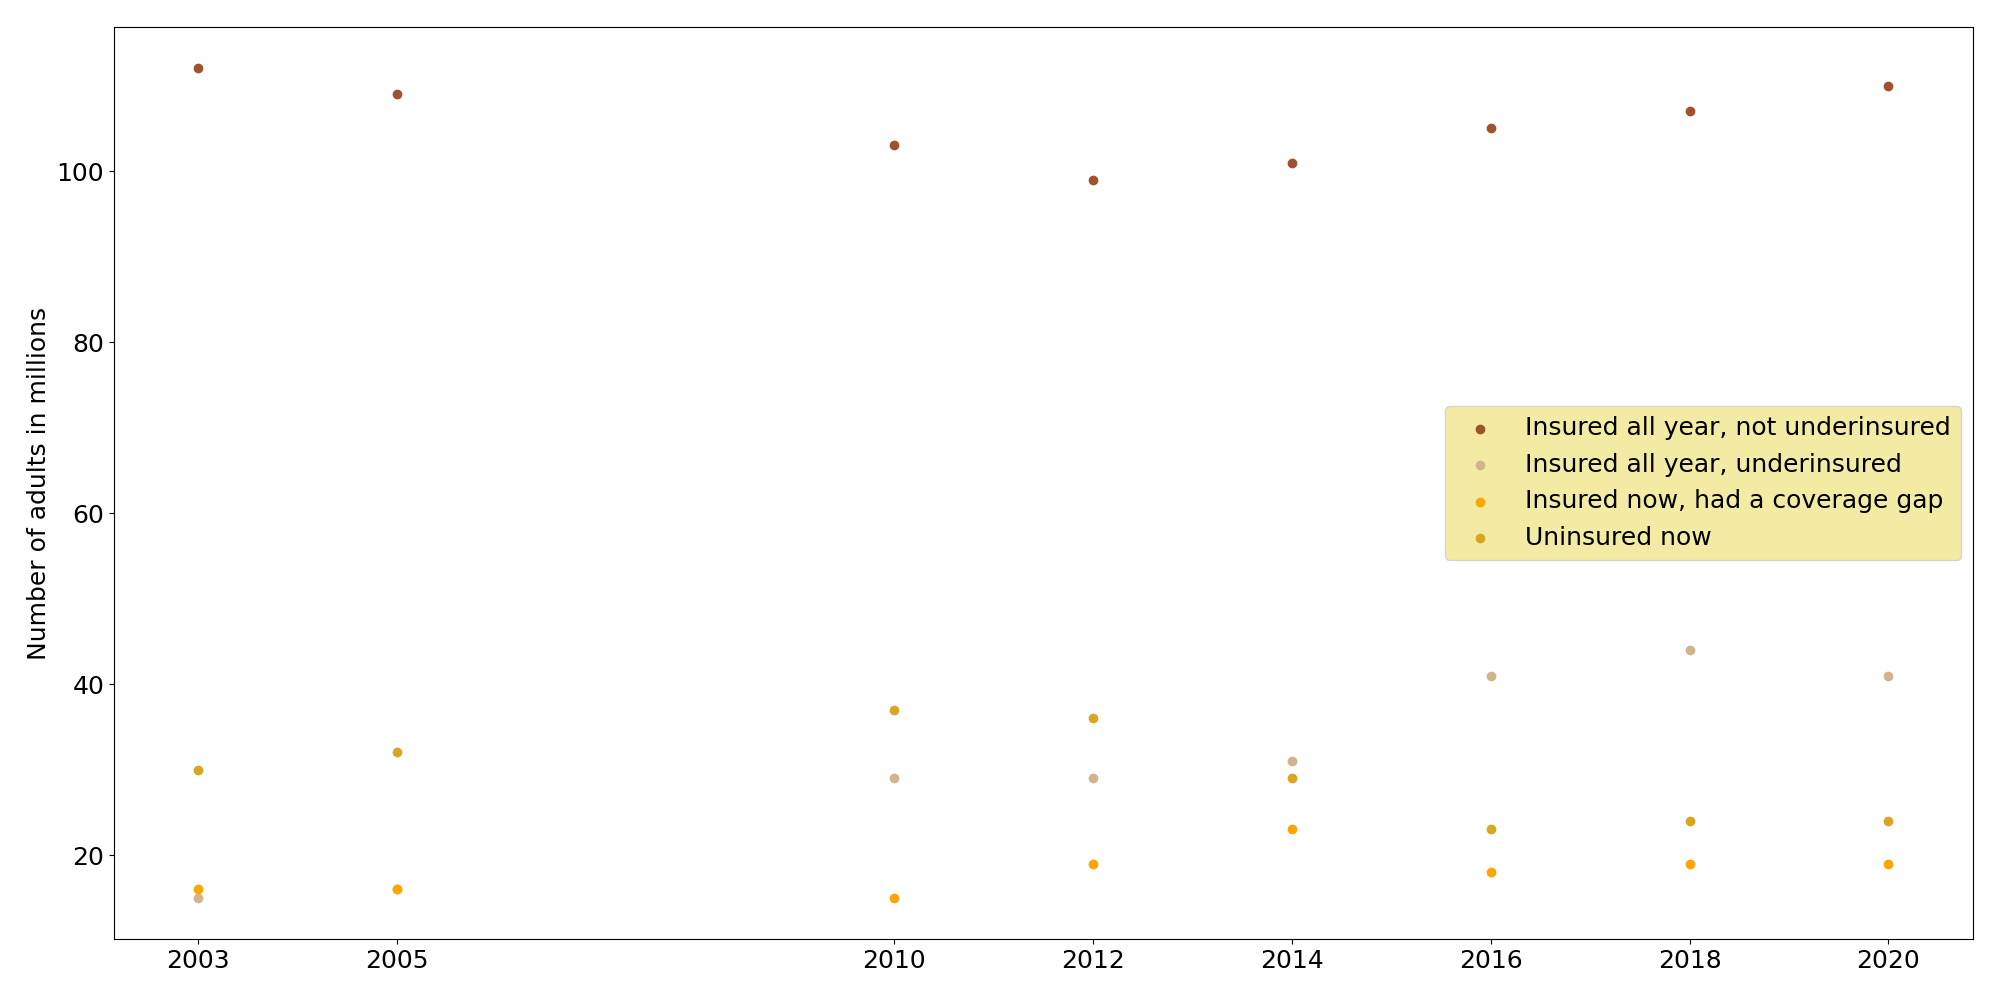 Number of adults in millions
100
80
60
40
20
2003 2005 2010 2012 2014 2016 2018 2020
Insured all year, not underinsured
Insured all year, underinsured
Insured now, had a coverage gap
Uninsured now